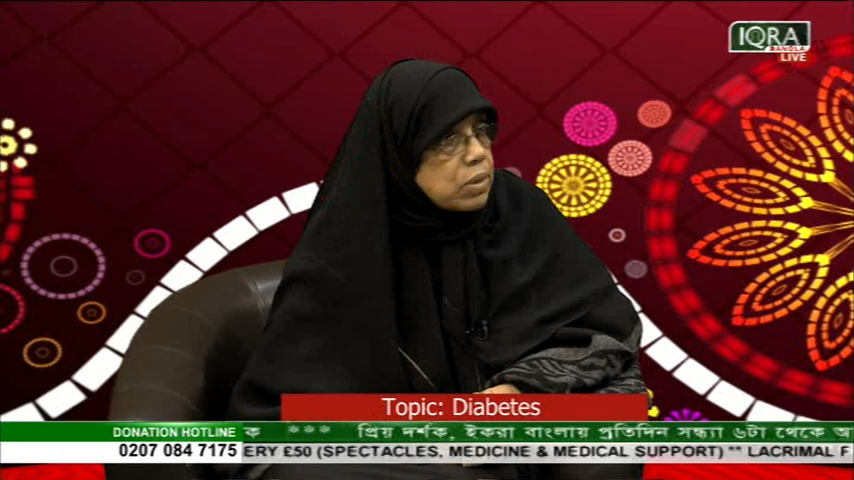 IQRA
BANGLA
LIVE
Topic: Diabetes
DONATION HOTLINE
ক *** প্রিয় দর্শক, ইকরা বাংলায় প্রতিদিন সন্ধ্যা ৬টা থেকে
0207 084 7175
ERY £50 (SPECTACLES, MEDICINE & MEDICAL SUPPORT) ** LACRIMAL F